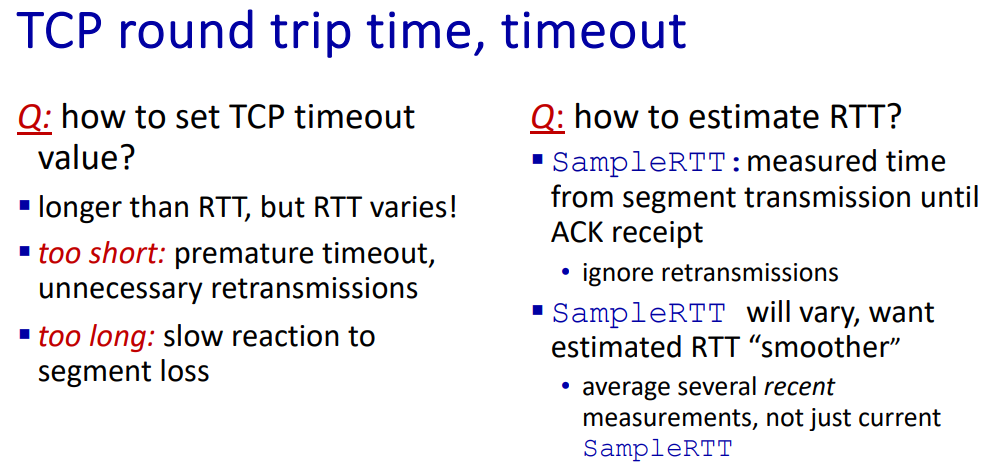 TCP round trip time, timeout
Q: how to set TCP timeout
value?
▪ longer than RTT, but RTT varies!
▪ too short: premature timeout,
unnecessary retransmissions
▪ too long: slow reaction to
segment loss
Q: how to estimate RTT?
▪ SampleRTT: measured time
from segment transmission until
ACK receipt
• ignore retransmissions
▪ SampleRTT will vary, want
estimated RTT “smoother”
• average several recent
measurements, not just current
SampleRTT